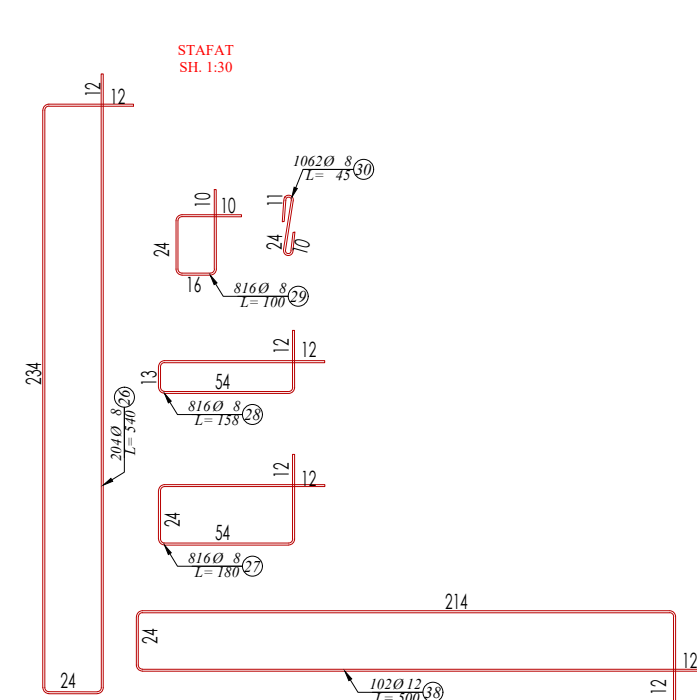 STAFAT
SH. 1:30
12
12
234
24
204Ø 8 26
L= 540
10
10
24
16
816Ø 8 29
L= 100
1062Ø 8 30
L= 45
11
24
10
12
12
13
54
816Ø 8 28
L= 158
12
12
24
54
816Ø 8 27
L= 180
214
24
12
12
102Ø12 38
L= 500